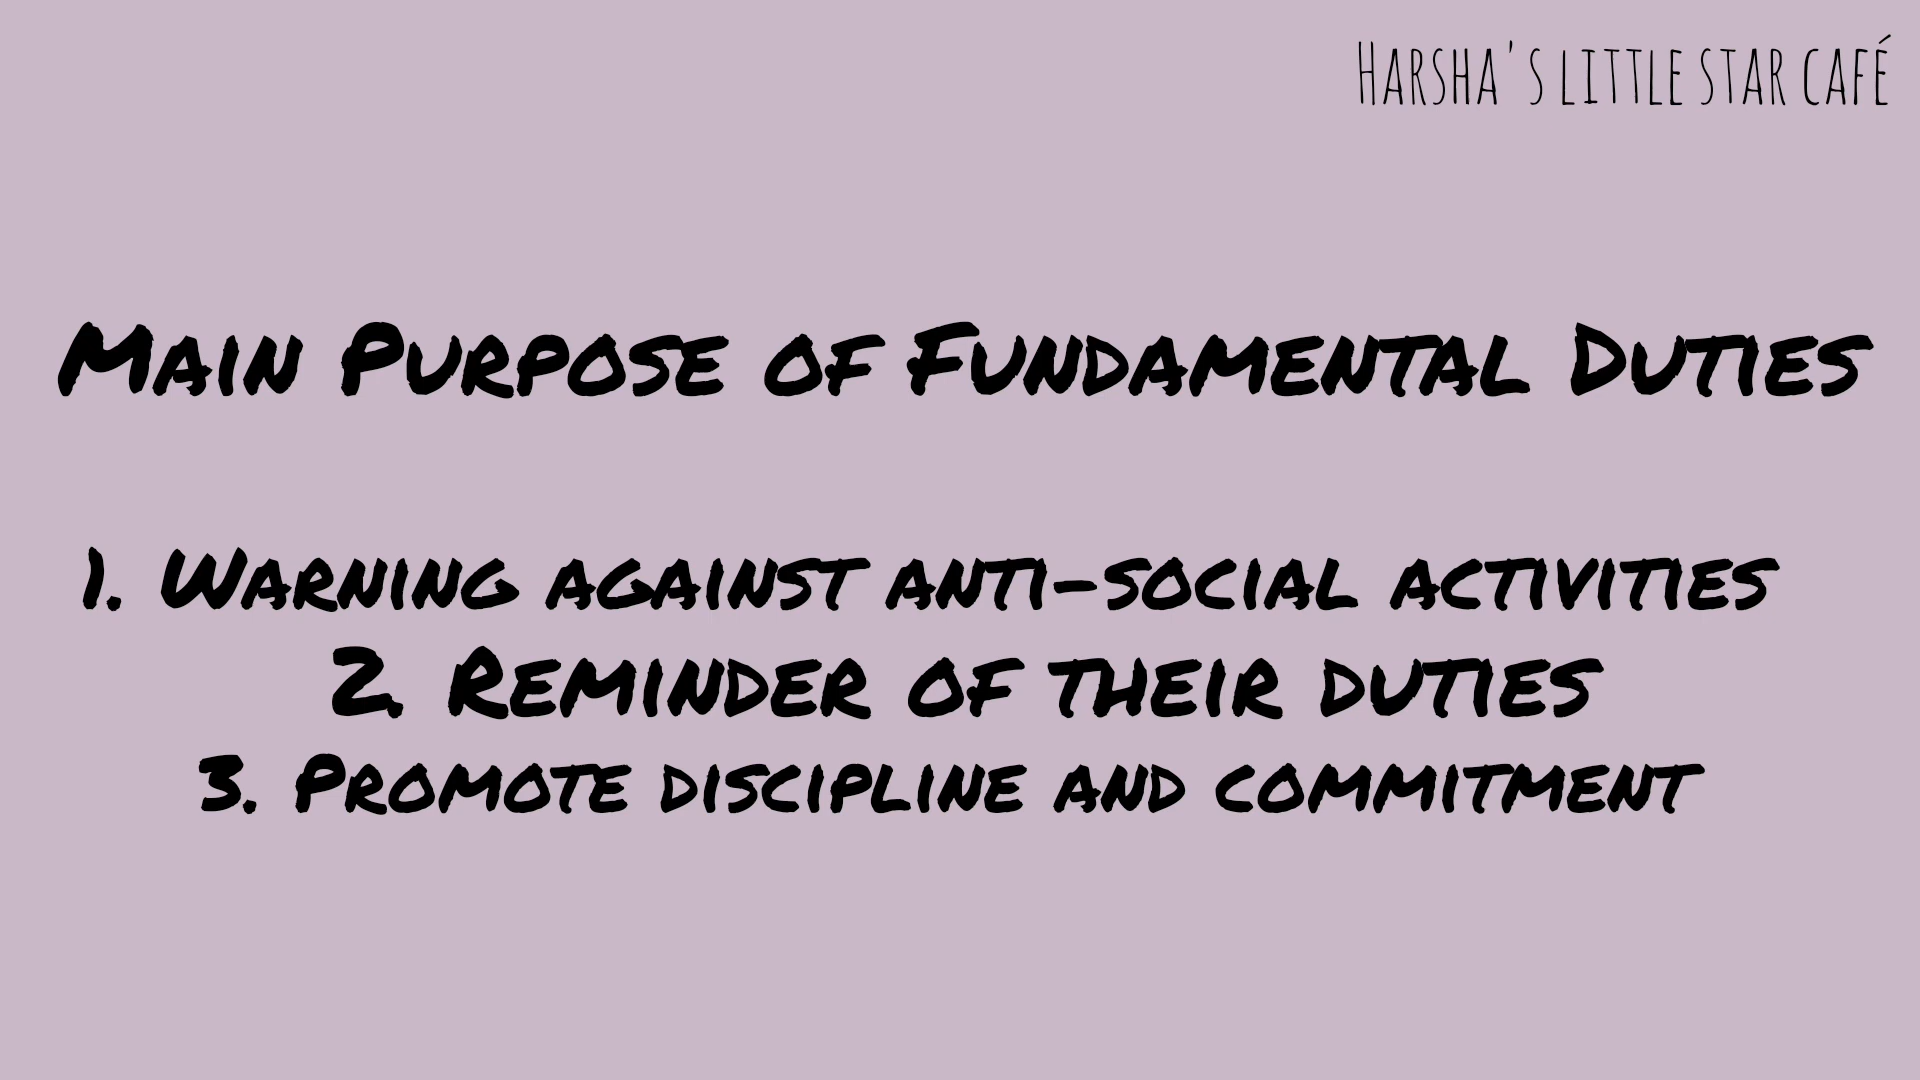 Harsha's little star café
Main Purpose of Fundamental Duties
1. Warning against anti-social activities
2. Reminder of their duties
3. Promote discipline and commitment